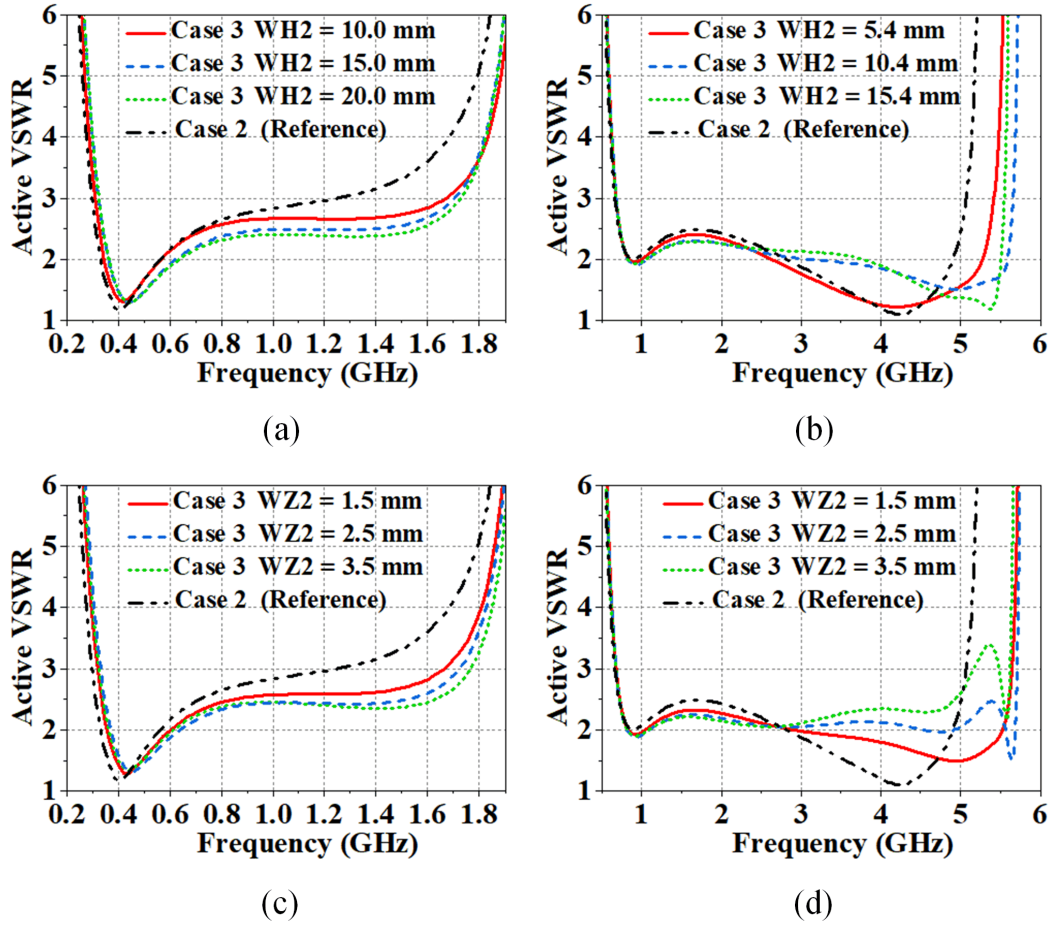 6
5
4
3
2
1
Active VSWR
Case 3 WH2 = 10.0 mm
Case 3 WH2 = 15.0 mm
Case 3 WH2 = 20.0 mm
Case 2 (Reference)
0.2 0.4 0.6 0.8 1.0 1.2 1.4 1.6 1.8
Frequency (GHz)
(a)
6
5
4
3
2
1
Active VSWR
Case 3 WH2 = 5.4 mm
Case 3 WH2 = 10.4 mm
Case 3 WH2 = 15.4 mm
Case 2 (Reference)
1 2 3 4 5 6
Frequency (GHz)
(b)
6
5
4
3
2
1
Active VSWR
Case 3 WZ2 = 1.5 mm
Case 3 WZ2 = 2.5 mm
Case 3 WZ2 = 3.5 mm
Case 2 (Reference)
0.2 0.4 0.6 0.8 1.0 1.2 1.4 1.6 1.8
Frequency (GHz)
(c)
6
5
4
3
2
1
Active VSWR
Case 3 WZ2 = 1.5 mm
Case 3 WZ2 = 2.5 mm
Case 3 WZ2 = 3.5 mm
Case 2 (Reference)
1 2 3 4 5 6
Frequency (GHz)
(d)